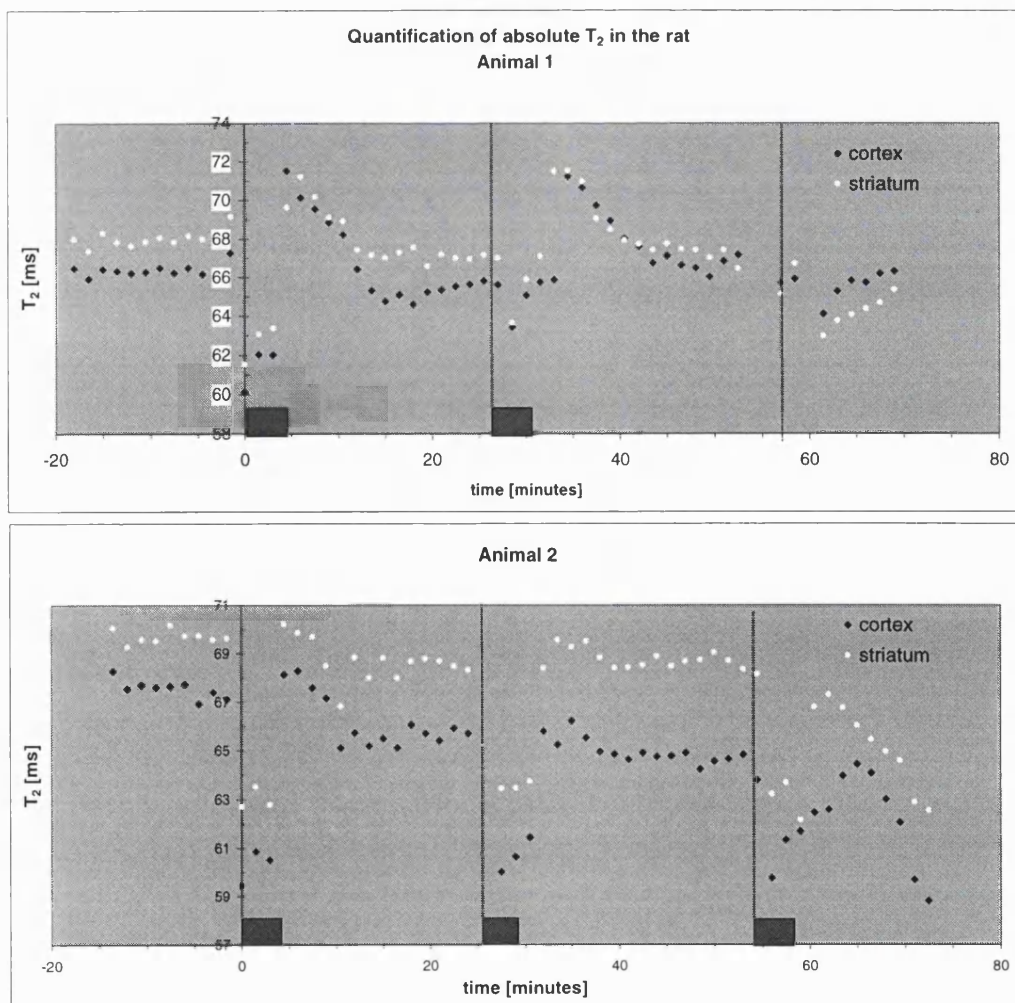 Quantification of absolute T₂ in the rat
Animal 1
T₂ [ms]
74
72
70
68
66
64
62
60
58
cortex
striatum
-20 0 20 40 60 80
time [minutes]
Animal 2
T₂ [ms]
71
69
67
65
63
61
59
57
cortex
striatum
-20 0 20 40 60 80
time [minutes]